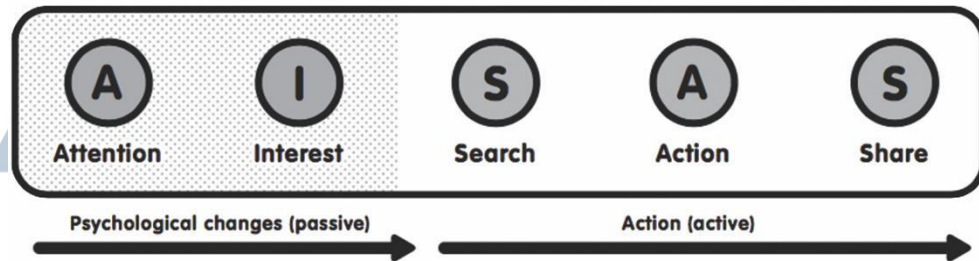 A I S A S
Attention Interest Search Action Share
Psychological changes (passive) Action (active)